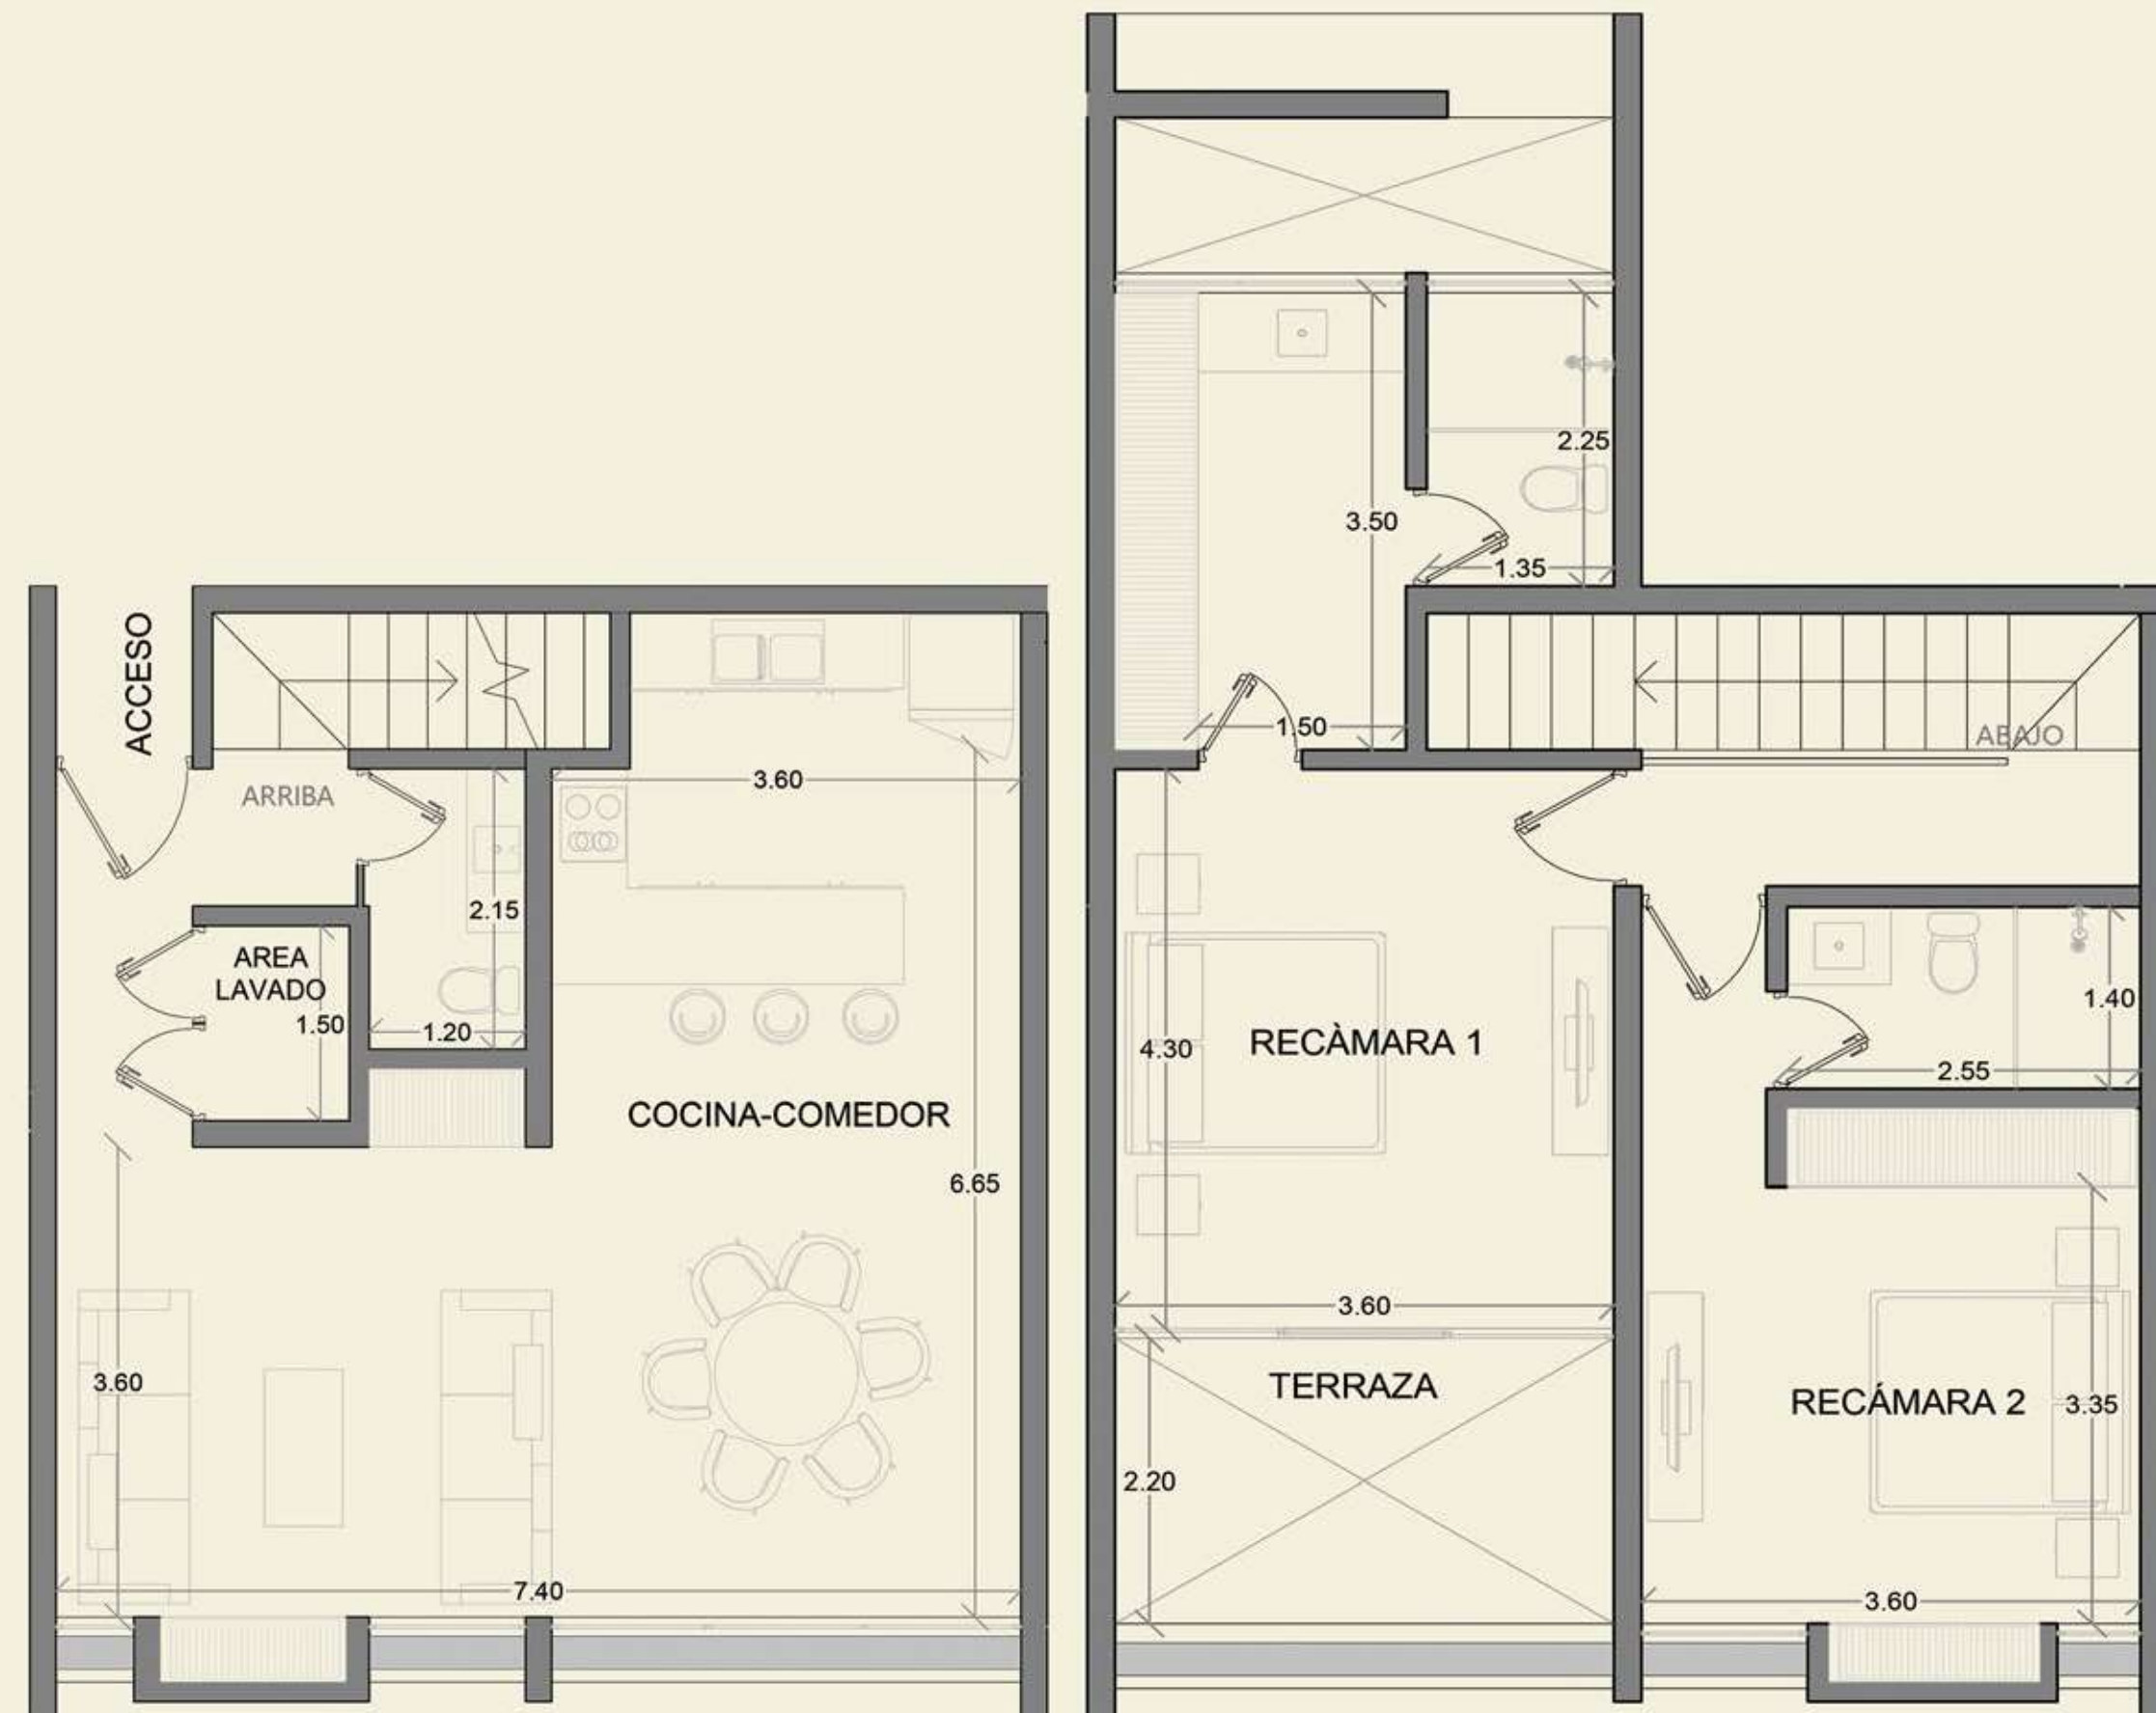 ACCESO
ARRIBA
3.60
2.15
AREA
LAVADO
1.50
1.20
COCINA-COMEDOR
6.65
3.60
7.40
2.25
3.50
1.35
1.50
ABAJO
RECÀMARA 1
4.30
1.40
2.55
3.60
TERRAZA
RECÁMARA 2
3.35
2.20
3.60